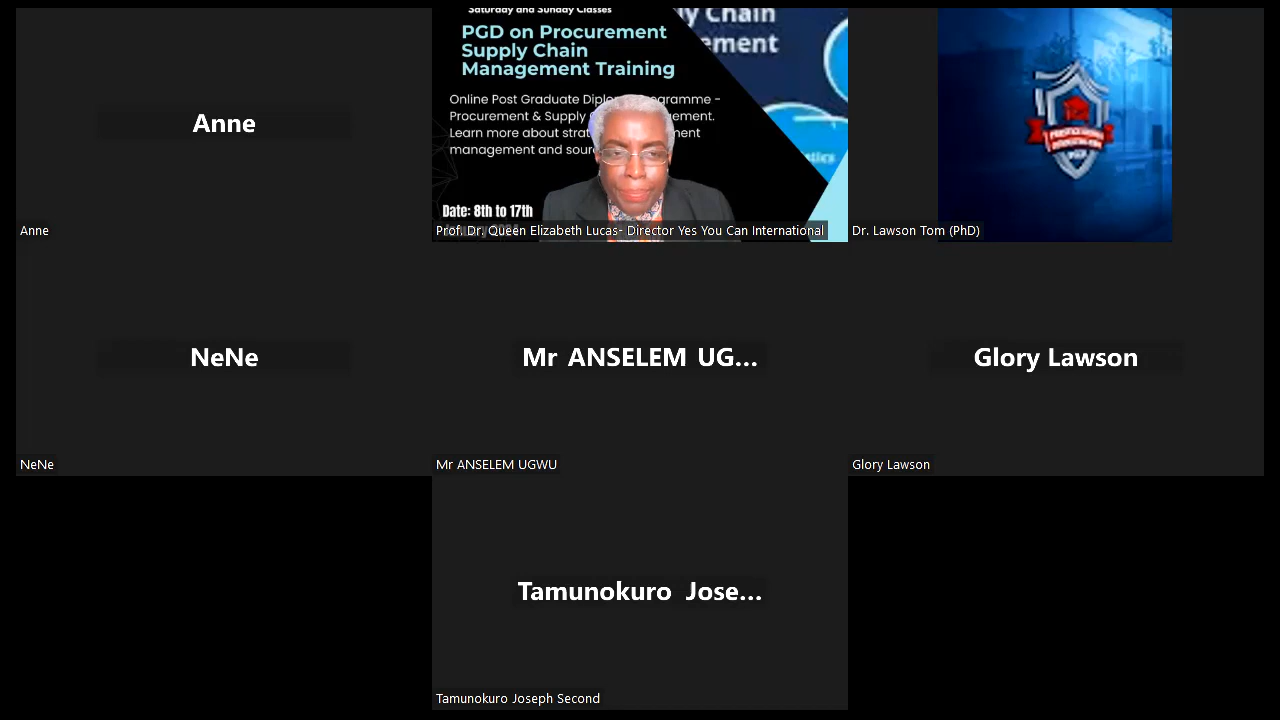 Saturday and Sunday Classes
PGD on Procurement
Supply Chain
Management Training
Online Post Graduate
Procurement & Supply
Learn more about
management and
Date: 8th to 17th
ly Chain
ement
Anne
Anne
Prof. Dr. Queen Elizabeth Lucas- Director Yes You Can International
Dr. Lawson Tom (PhD)
NeNe
NeNe
Mr ANSELEM UG...
Mr ANSELEM UGWU
Glory Lawson
Glory Lawson
Tamunokuro Jose...
Tamunokuro Joseph Second